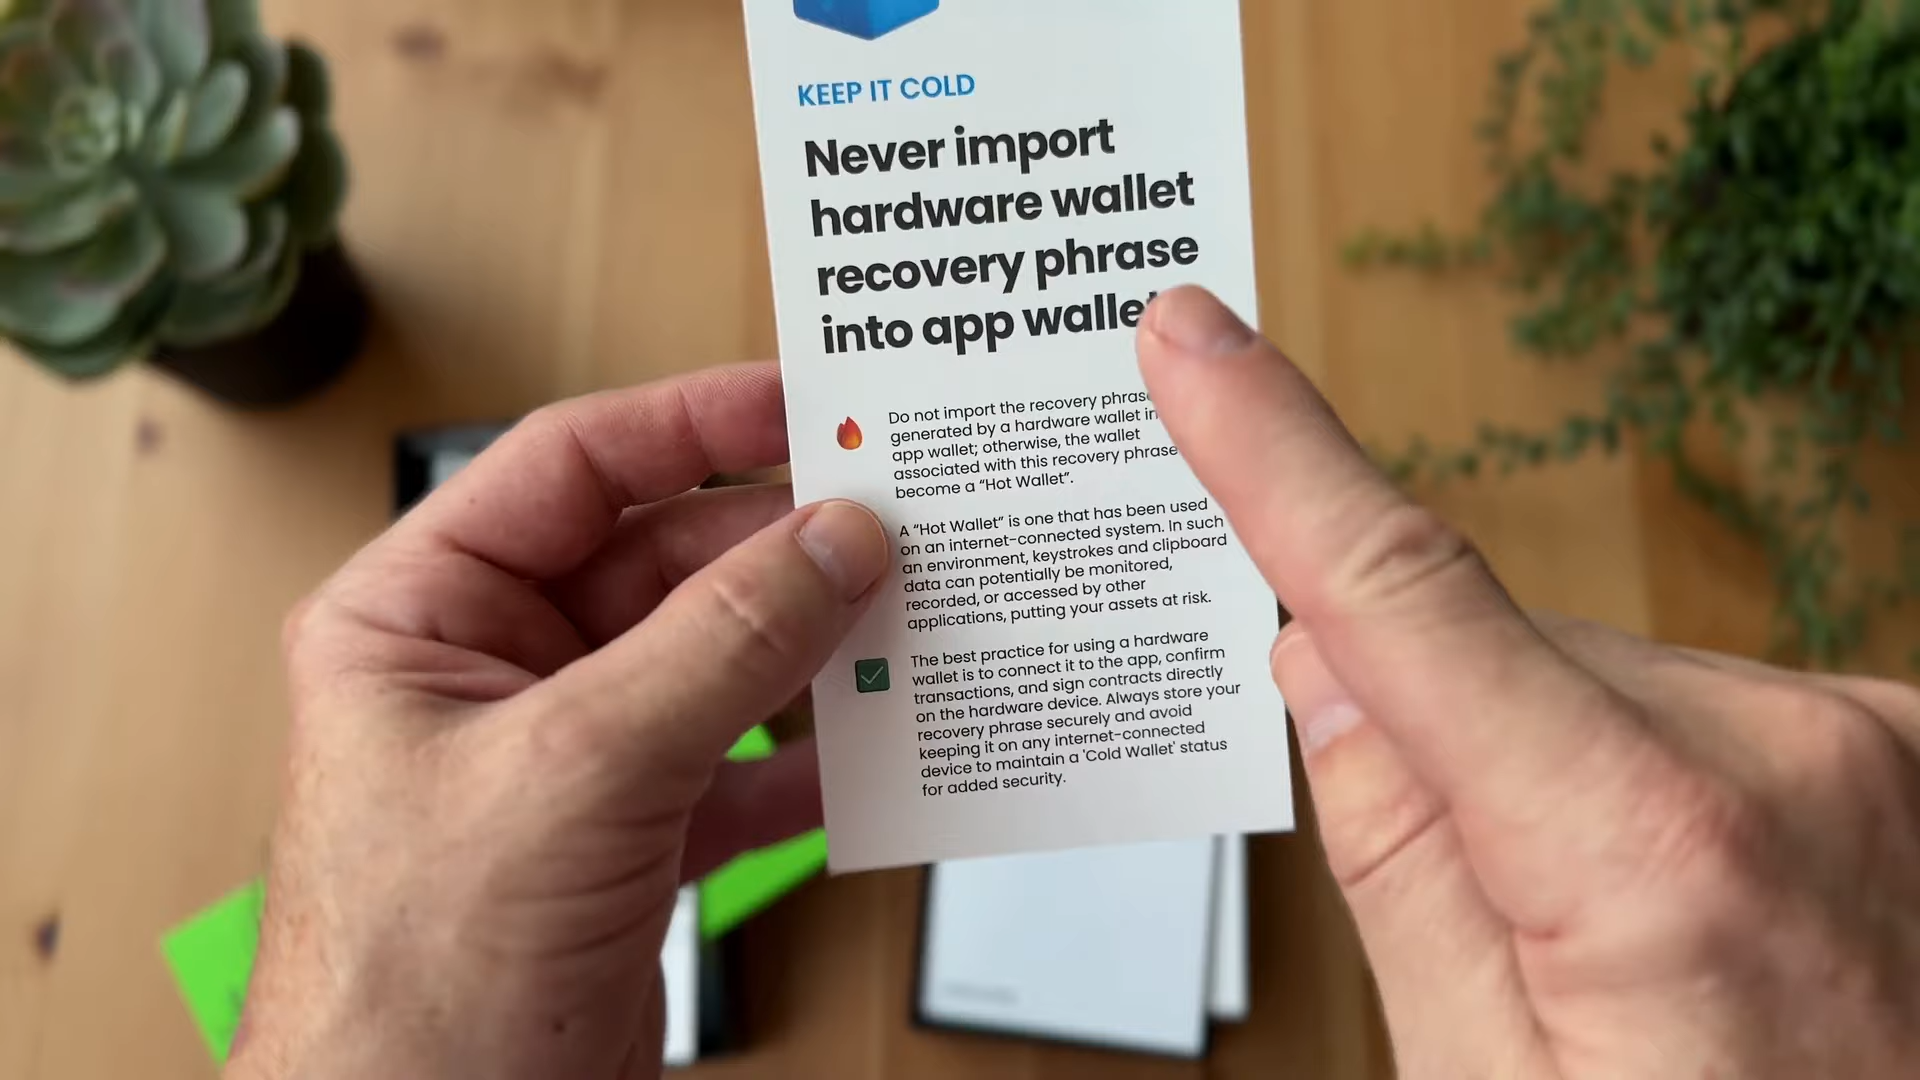 KEEP IT COLD
Never import
hardware wallet
recovery phrase
into app
Do not import the recovery phrase
generated by a hardware wallet
app wallet; otherwise, the wallet
associated with this recovery phrase
become a “Hot Wallet”.
A “Hot Wallet” is one that has been used
on an internet-connected system. In such
an environment, keystrokes and clipboard
data can potentially be monitored,
recorded, or accessed by other
applications, putting your assets at risk.
The best practice for using a hardware
wallet is to connect it to the app, confirm
transactions, and sign contracts directly
on the hardware device. Always store your
recovery phrase securely and avoid
keeping it on any internet-connected
device to maintain a 'Cold Wallet' status
for added security.